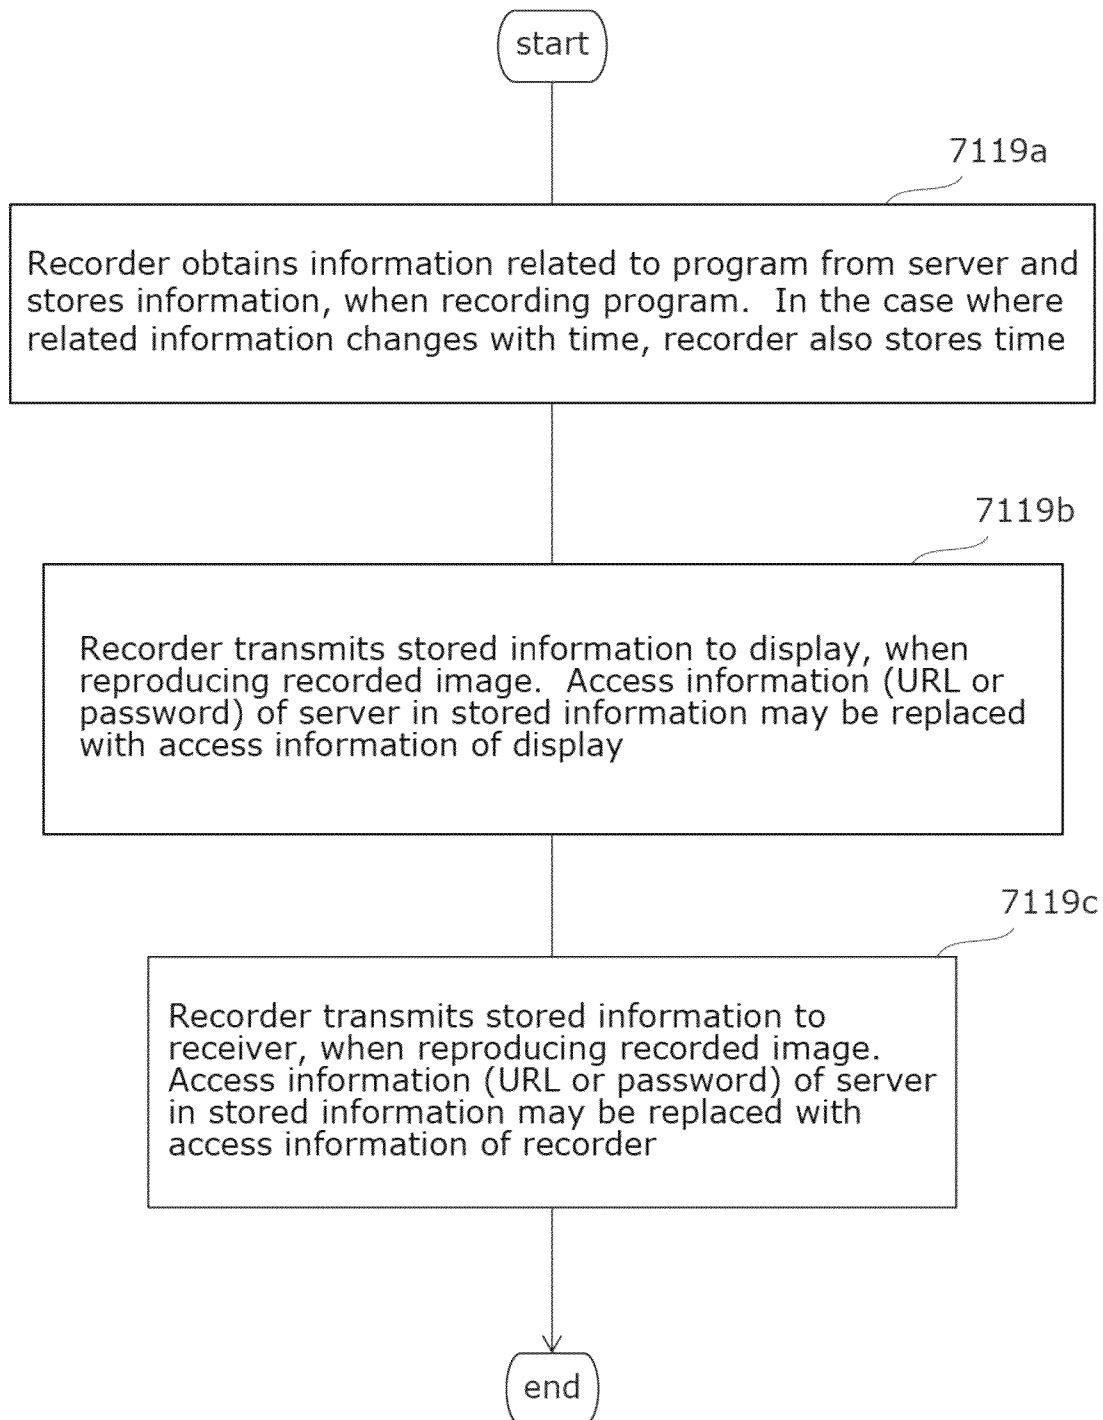 start
7119a
Recorder obtains information related to program from server and
stores information, when recording program.  In the case where
related information changes with time, recorder also stores time
7119b
Recorder transmits stored information to display, when
reproducing recorded image.  Access information (URL or
password) of server in stored information may be replaced
with access information of display
7119c
Recorder transmits stored information to
receiver, when reproducing recorded image.
Access information (URL or password) of server
in stored information may be replaced with
access information of recorder
end